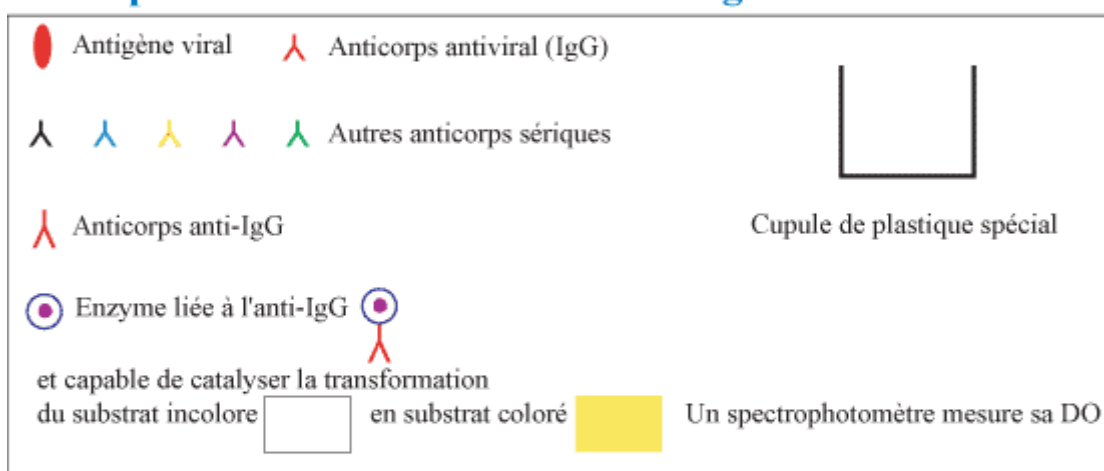 Antigène viral Anticorps antiviral (IgG)
Autres anticorps sériques
Anticorps anti-IgG
Cupule de plastique spécial
Enzyme liée à l'anti-IgG
et capable de catalyser la transformation
du substrat incolore en substrat coloré Un spectrophotomètre mesure sa DO